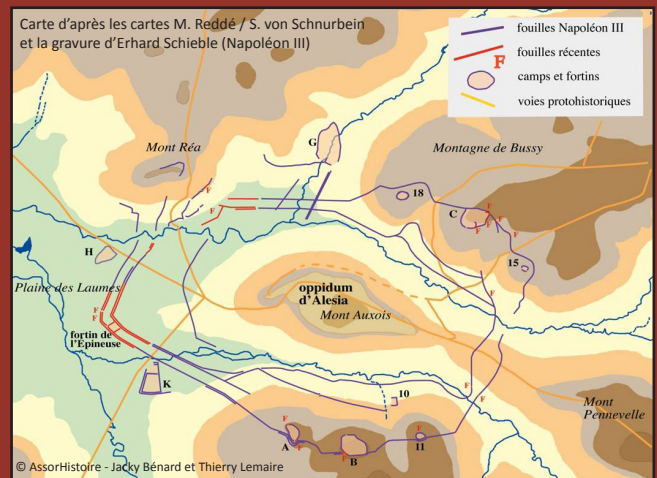 Carte d'après les cartes M. Reddé / S. von Schnurbein
et la gravure d'Erhard Schieble (Napoléon III)
fouilles Napoléon III
fouilles récentes
F
camps et fortins
voies protohistoriques
Mont Réa
G
Montagne de Bussy
18
C
F
F
F
F
F
F
F
15
H
Plaine des Laumes
oppidum
d'Alesia
Mont Auxois
F
F
F
fortin de
l'Epineuse
K
10
F
F
Mont
Pennevelle
F
A
F
F
B
F
11
© AssorHistoire - Jacky Bénard et Thierry Lemaire